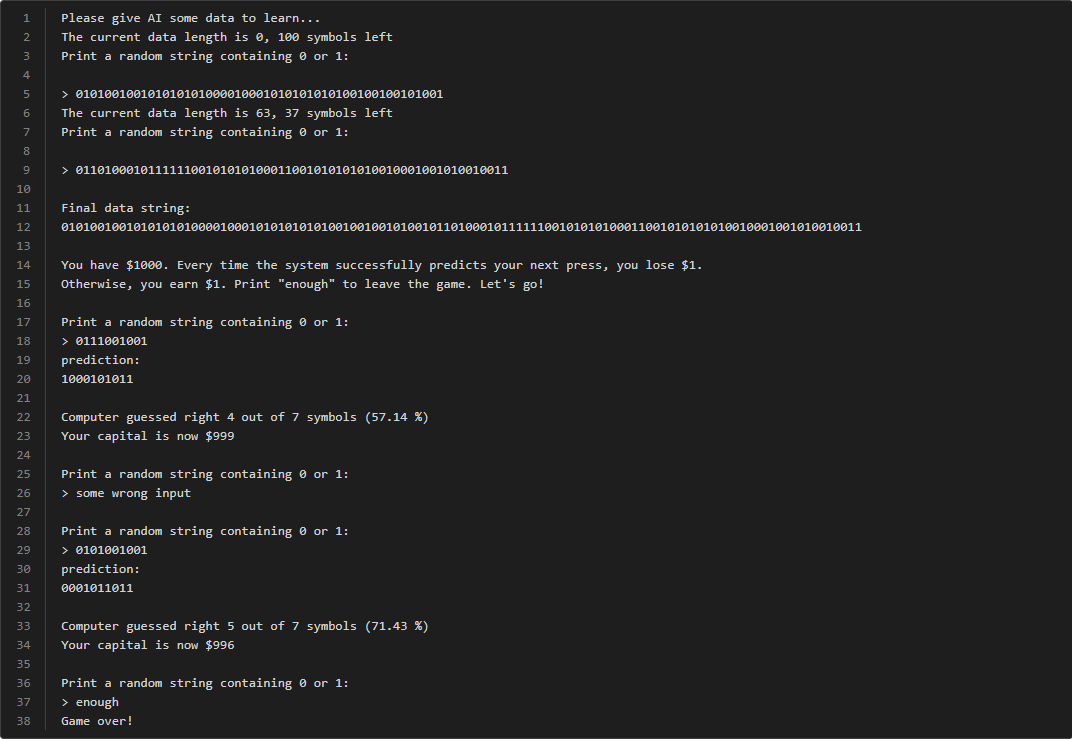 1 Please give AI some data to learn...
2 The current data length is 0, 100 symbols left
3 Print a random string containing 0 or 1:
4
5 > 010100100101010101000010001010101010100100100101001
6 The current data length is 63, 37 symbols left
7 Print a random string containing 0 or 1:
8
9 > 011010001011111100101010100011001010101010010001001010010011
10
11 Final data string:
12 010100100101010101000010001010101010100100100101001011010001011111100101010100011001010101010010001001010010011
13
14 You have $1000. Every time the system successfully predicts your next press, you lose $1.
15 Otherwise, you earn $1. Print "enough" to leave the game. Let's go!
16
17 Print a random string containing 0 or 1:
18 > 0111001001
19 prediction:
20 1000101011
21
22 Computer guessed right 4 out of 7 symbols (57.14 %)
23 Your capital is now $999
24
25 Print a random string containing 0 or 1:
26 > some wrong input
27
28 Print a random string containing 0 or 1:
29 > 0101001001
30 prediction:
31 0001011011
32
33 Computer guessed right 5 out of 7 symbols (71.43 %)
34 Your capital is now $996
35
36 Print a random string containing 0 or 1:
37 > enough
38 Game over!